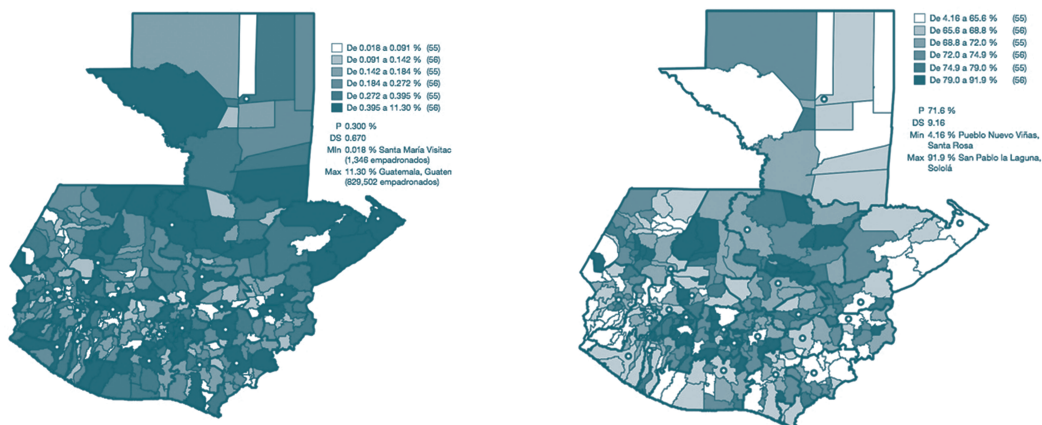 De 0.018 a 0.091 % (55)
De 0.091 a 0.142 % (56)
De 0.142 a 0.184 % (55)
De 0.184 a 0.272 % (56)
De 0.272 a 0.395 % (55)
De 0.395 a 11.30 % (56)
P 0.300 %
DS 0.670
Mín 0.018 % Santa María Visitac
(1,346 empadronados)
Max 11.30 % Guatemala, Guatem
(829,502 empadronados)
De 4.16 a 65.6 % (55)
De 65.6 a 68.8 % (56)
De 68.8 a 72.0 % (55)
De 72.0 a 74.9 % (56)
De 74.9 a 79.0 % (55)
De 79.0 a 91.9 % (56)
P 71.6 %
DS 9.16
Min 4.16 % Pueblo Nuevo Viñas,
Santa Rosa
Max 91.9 % San Pablo la Laguna,
Sololá